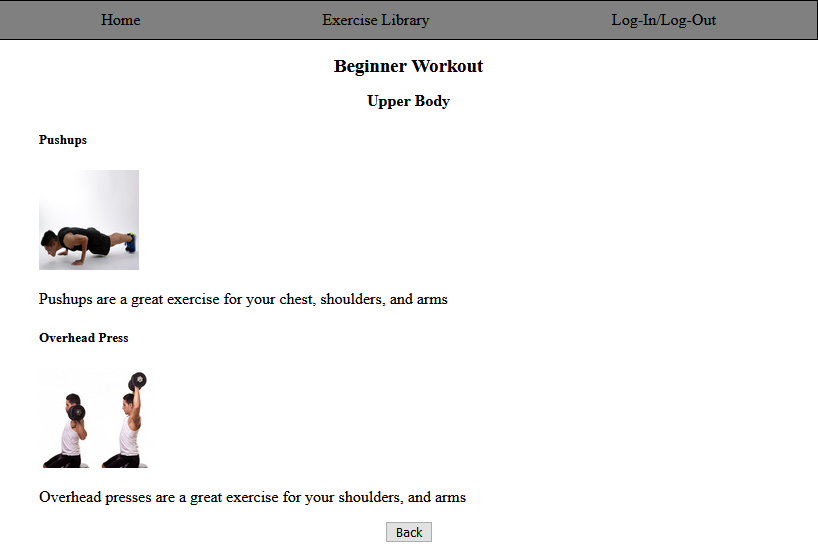 Home Exercise Library Log-In/Log-Out
Beginner Workout
Upper Body
Pushups
Pushups are a great exercise for your chest, shoulders, and arms
Overhead Press
Overhead presses are a great exercise for your shoulders, and arms
Back